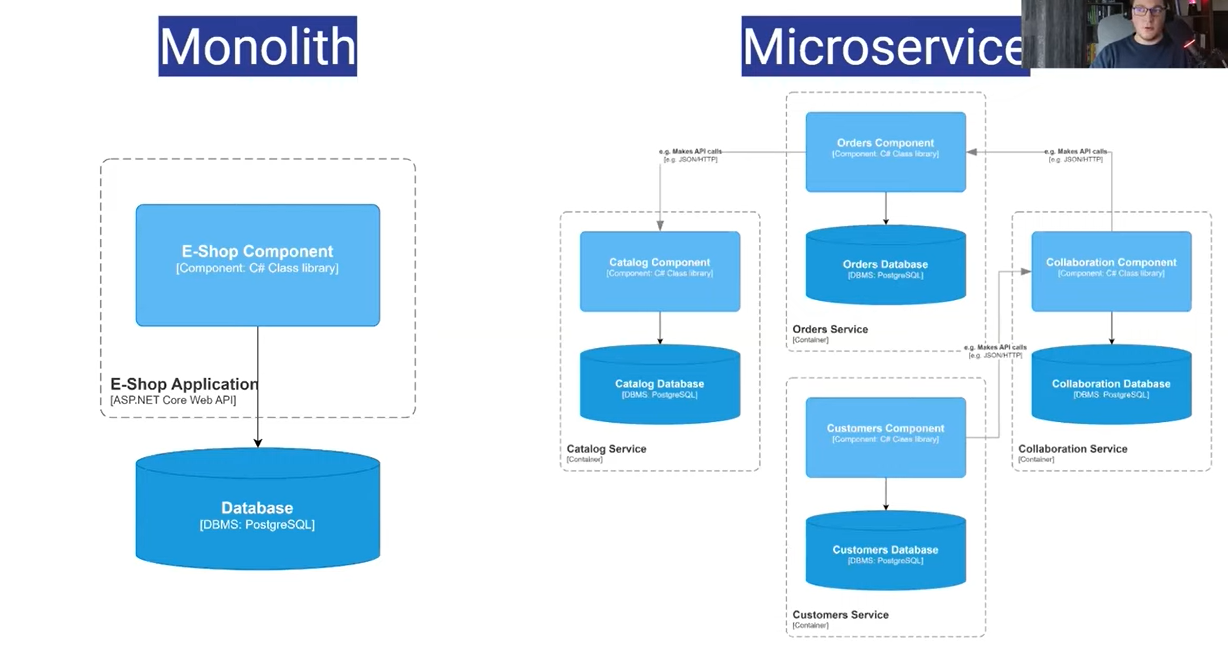 Monolith
Microservice
E-Shop Component
[Component: C# Class library]
E-Shop Application
[ASP.NET Core Web API]
Database
[DBMS: PostgreSQL]
Orders Component
[Component: C# Class library]
Orders Database
[DBMS: PostgreSQL]
Orders Service
[Container]
e.g. Makes API calls
[e.g. JSON/HTTP]
e.g. Makes API calls
[e.g. JSON/HTTP]
Catalog Component
[Component: C# Class library]
Catalog Database
[DBMS: PostgreSQL]
Catalog Service
[Container]
Collaboration Component
[Component: C# Class library]
Collaboration Database
[DBMS: PostgreSQL]
Collaboration Service
[Container]
e.g. Makes API calls
[e.g. JSON/HTTP]
Customers Component
[Component: C# Class library]
Customers Database
[DBMS: PostgreSQL]
Customers Service
[Container]